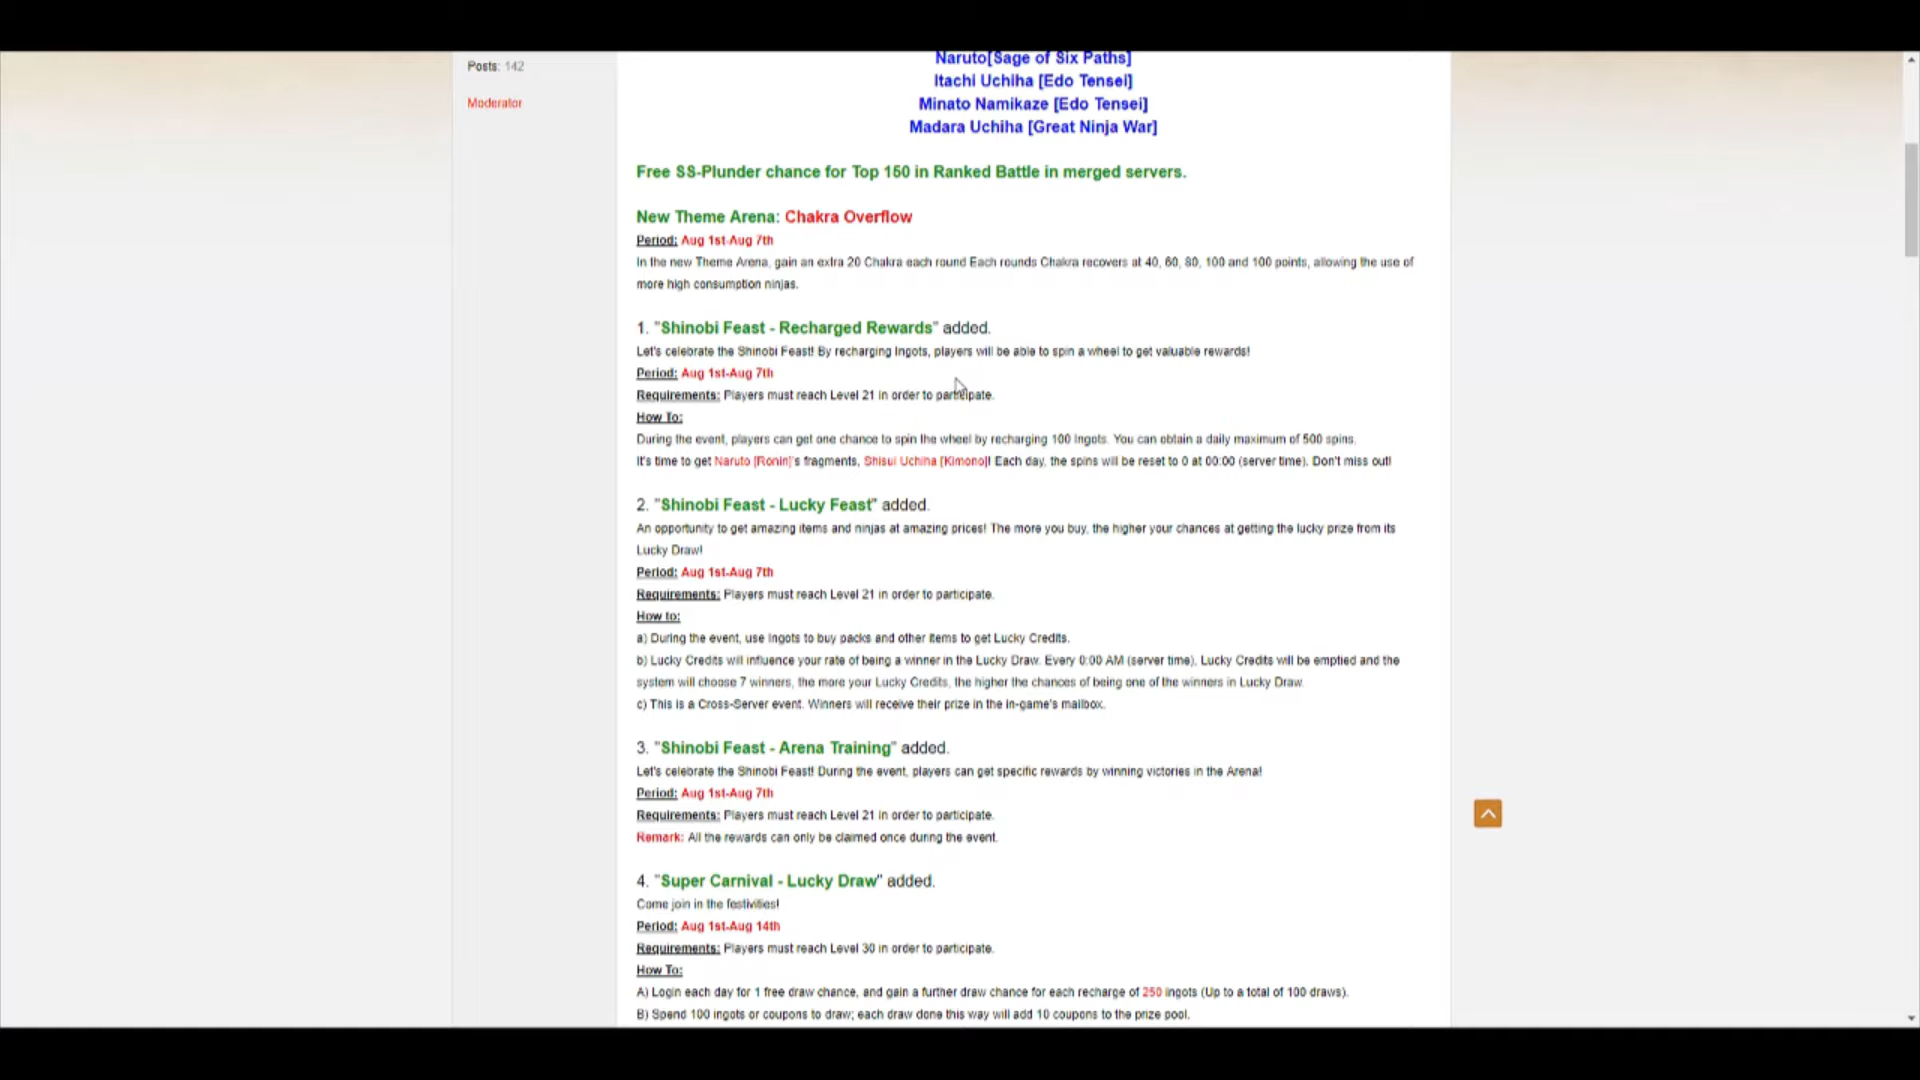 Posts: 142
Moderator
Naruto[Sage of Six Paths]
Itachi Uchiha [Edo Tensei]
Minato Namikaze [Edo Tensei]
Madara Uchiha [Great Ninja War]
Free SS-Plunder chance for Top 150 in Ranked Battle in merged servers.
New Theme Arena: Chakra Overflow
Period: Aug 1st-Aug 7th
In the new Theme Arena, gain an extra 20 Chakra each round Each rounds Chakra recovers at 40, 60, 80, 100 and 100 points, allowing the use of
more high consumption ninjas.
1. "Shinobi Feast - Recharged Rewards" added.
Let's celebrate the Shinobi Feast! By recharging Ingots, players will be able to spin a wheel to get valuable rewards!
Period: Aug 1st-Aug 7th
Requirements: Players must reach Level 21 in order to participate.
How To:
During the event, players can get one chance to spin the wheel by recharging 100 Ingots. You can obtain a daily maximum of 500 spins.
It's time to get Naruto [Ronin]'s fragments, Shisui Uchiha [Kimono]! Each day, the spins will be reset to 0 at 00:00 (server time). Don't miss out!
2. "Shinobi Feast - Lucky Feast" added.
An opportunity to get amazing items and ninjas at amazing prices! The more you buy, the higher your chances at getting the lucky prize from its
Lucky Draw!
Period: Aug 1st-Aug 7th
Requirements: Players must reach Level 21 in order to participate.
How to:
a) During the event, use Ingots to buy packs and other items to get Lucky Credits.
b) Lucky Credits will influence your rate of being a winner in the Lucky Draw. Every 0:00 AM (server time), Lucky Credits will be emptied and the
system will choose 7 winners, the more your Lucky Credits, the higher the chances of being one of the winners in Lucky Draw.
c) This is a Cross-Server event. Winners will receive their prize in the in-game's mailbox.
3. "Shinobi Feast - Arena Training" added.
Let's celebrate the Shinobi Feast! During the event, players can get specific rewards by winning victories in the Arena!
Period: Aug 1st-Aug 7th
Requirements: Players must reach Level 21 in order to participate.
Remark: All the rewards can only be claimed once during the event.
4. "Super Carnival - Lucky Draw" added.
Come join in the festivities!
Period: Aug 1st-Aug 14th
Requirements: Players must reach Level 30 in order to participate.
How To:
A) Login each day for 1 free draw chance, and gain a further draw chance for each recharge of 250 ingots (Up to a total of 100 draws).
B) Spend 100 ingots or coupons to draw; each draw done this way will add 10 coupons to the prize pool.